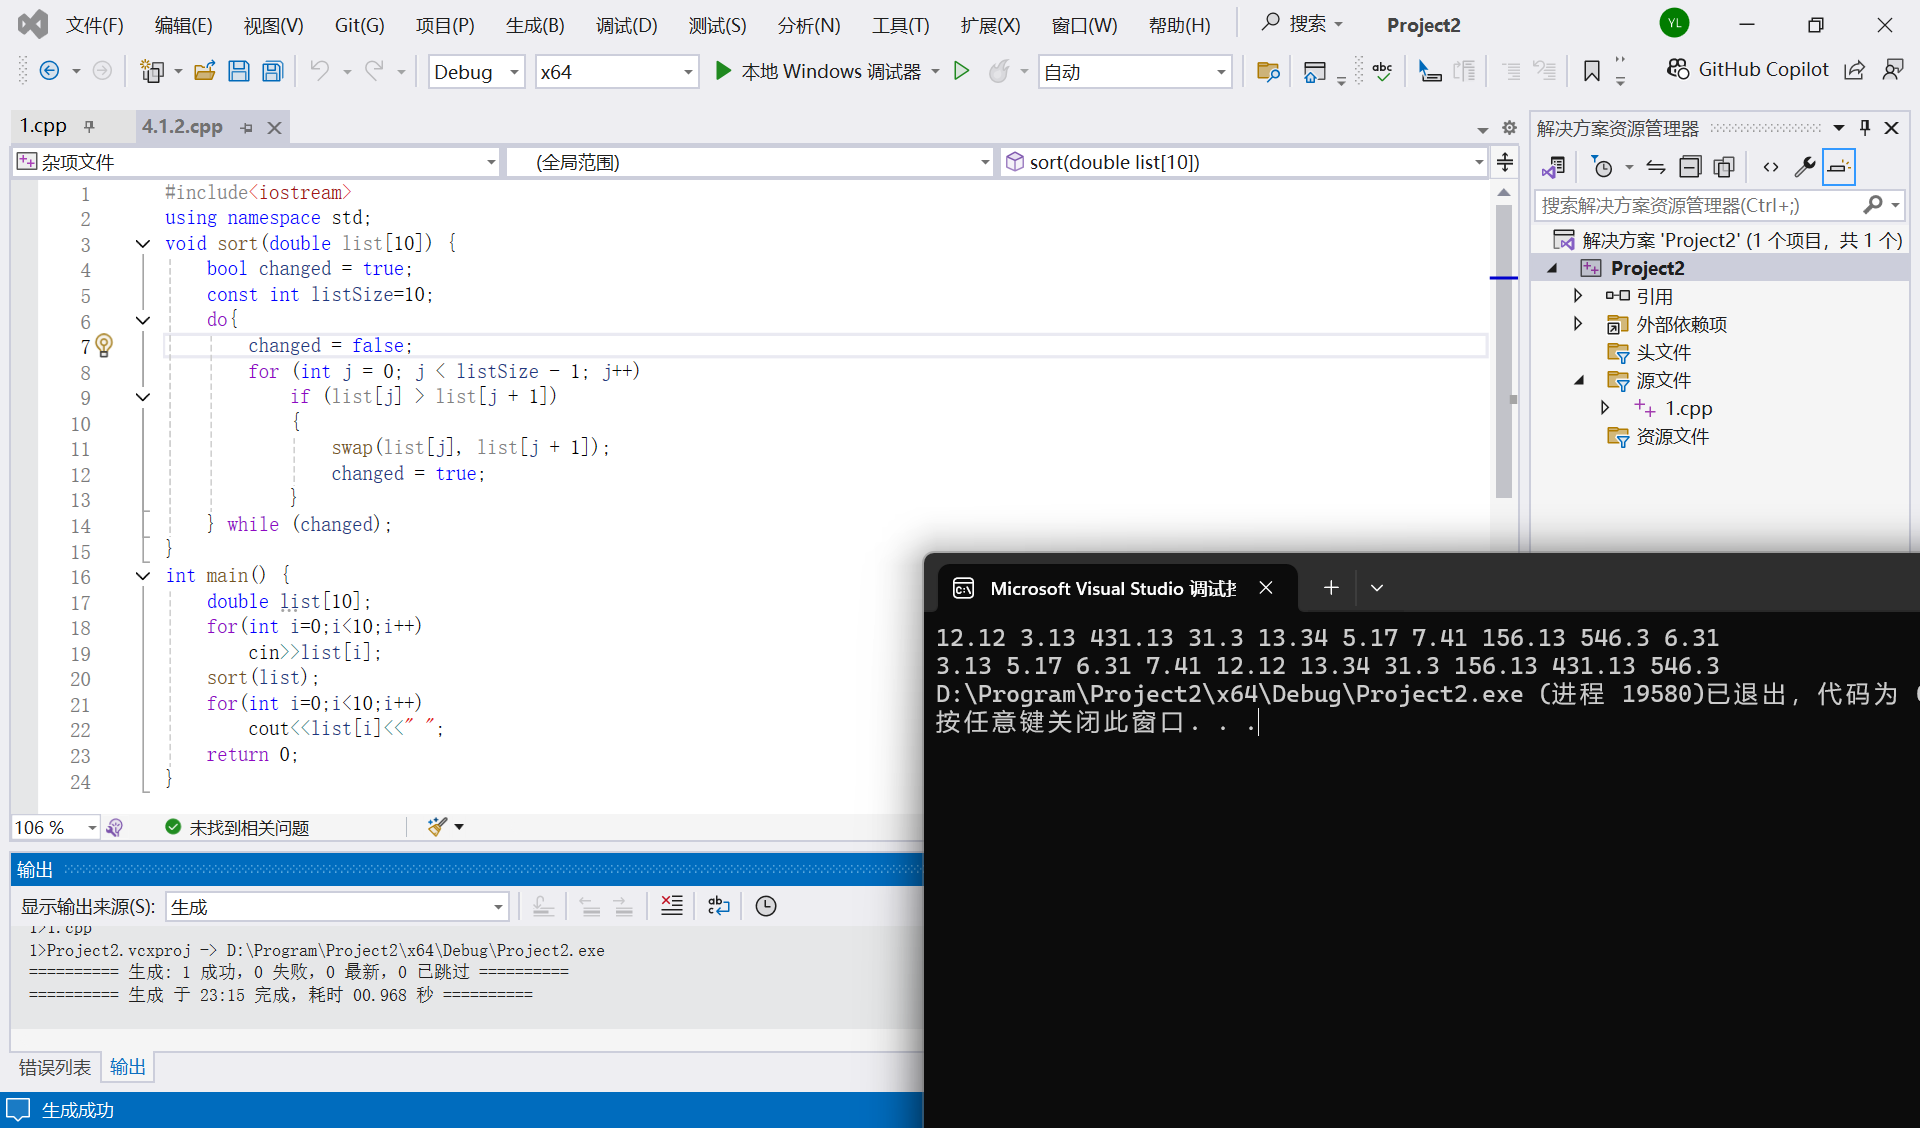 文件(F) 编辑(E) 视图(V) Git(G) 项目(P) 生成(B) 调试(D) 测试(S) 分析(N) 工具(T) 扩展(X) 窗口(W) 帮助(H) 搜索 Project2 YL
Debug x64 本地 Windows 调试器 自动 abc GitHub Copilot
1.cpp 4.1.2.cpp
杂项文件 (全局范围) sort(double list[10])
1 #include<iostream>
2 using namespace std;
3 void sort(double list[10]) {
4 bool changed = true;
5 const int listSize=10;
6 do{
7 changed = false;
8 for (int j = 0; j < listSize - 1; j++)
9 if (list[j] > list[j + 1])
10 {
11 swap(list[j], list[j + 1]);
12 changed = true;
13 }
14 } while (changed);
15 }
16 int main() {
17 double list[10];
18 for(int i=0;i<10;i++)
19 cin>>list[i];
20 sort(list);
21 for(int i=0;i<10;i++)
22 cout<<list[i]<<" ";
23 return 0;
24 }
106 % 未找到相关问题
输出
显示输出来源(S): 生成
1>1.cpp
1>Project2.vcxproj -> D:\Program\Project2\x64\Debug\Project2.exe
========== 生成: 1 成功，0 失败，0 最新，0 已跳过 ==========
========== 生成 于 23:15 完成，耗时 00.968 秒 ==========
错误列表 输出
生成成功
解决方案资源管理器
搜索解决方案资源管理器(Ctrl+;)
解决方案 'Project2' (1 个项目，共 1 个)
Project2
引用
外部依赖项
头文件
源文件
1.cpp
资源文件
Microsoft Visual Studio 调试
12.12 3.13 431.13 31.3 13.34 5.17 7.41 156.13 546.3 6.31
3.13 5.17 6.31 7.41 12.12 13.34 31.3 156.13 431.13 546.3
D:\Program\Project2\x64\Debug\Project2.exe (进程 19580)已退出，代码为
按任意键关闭此窗口. . .